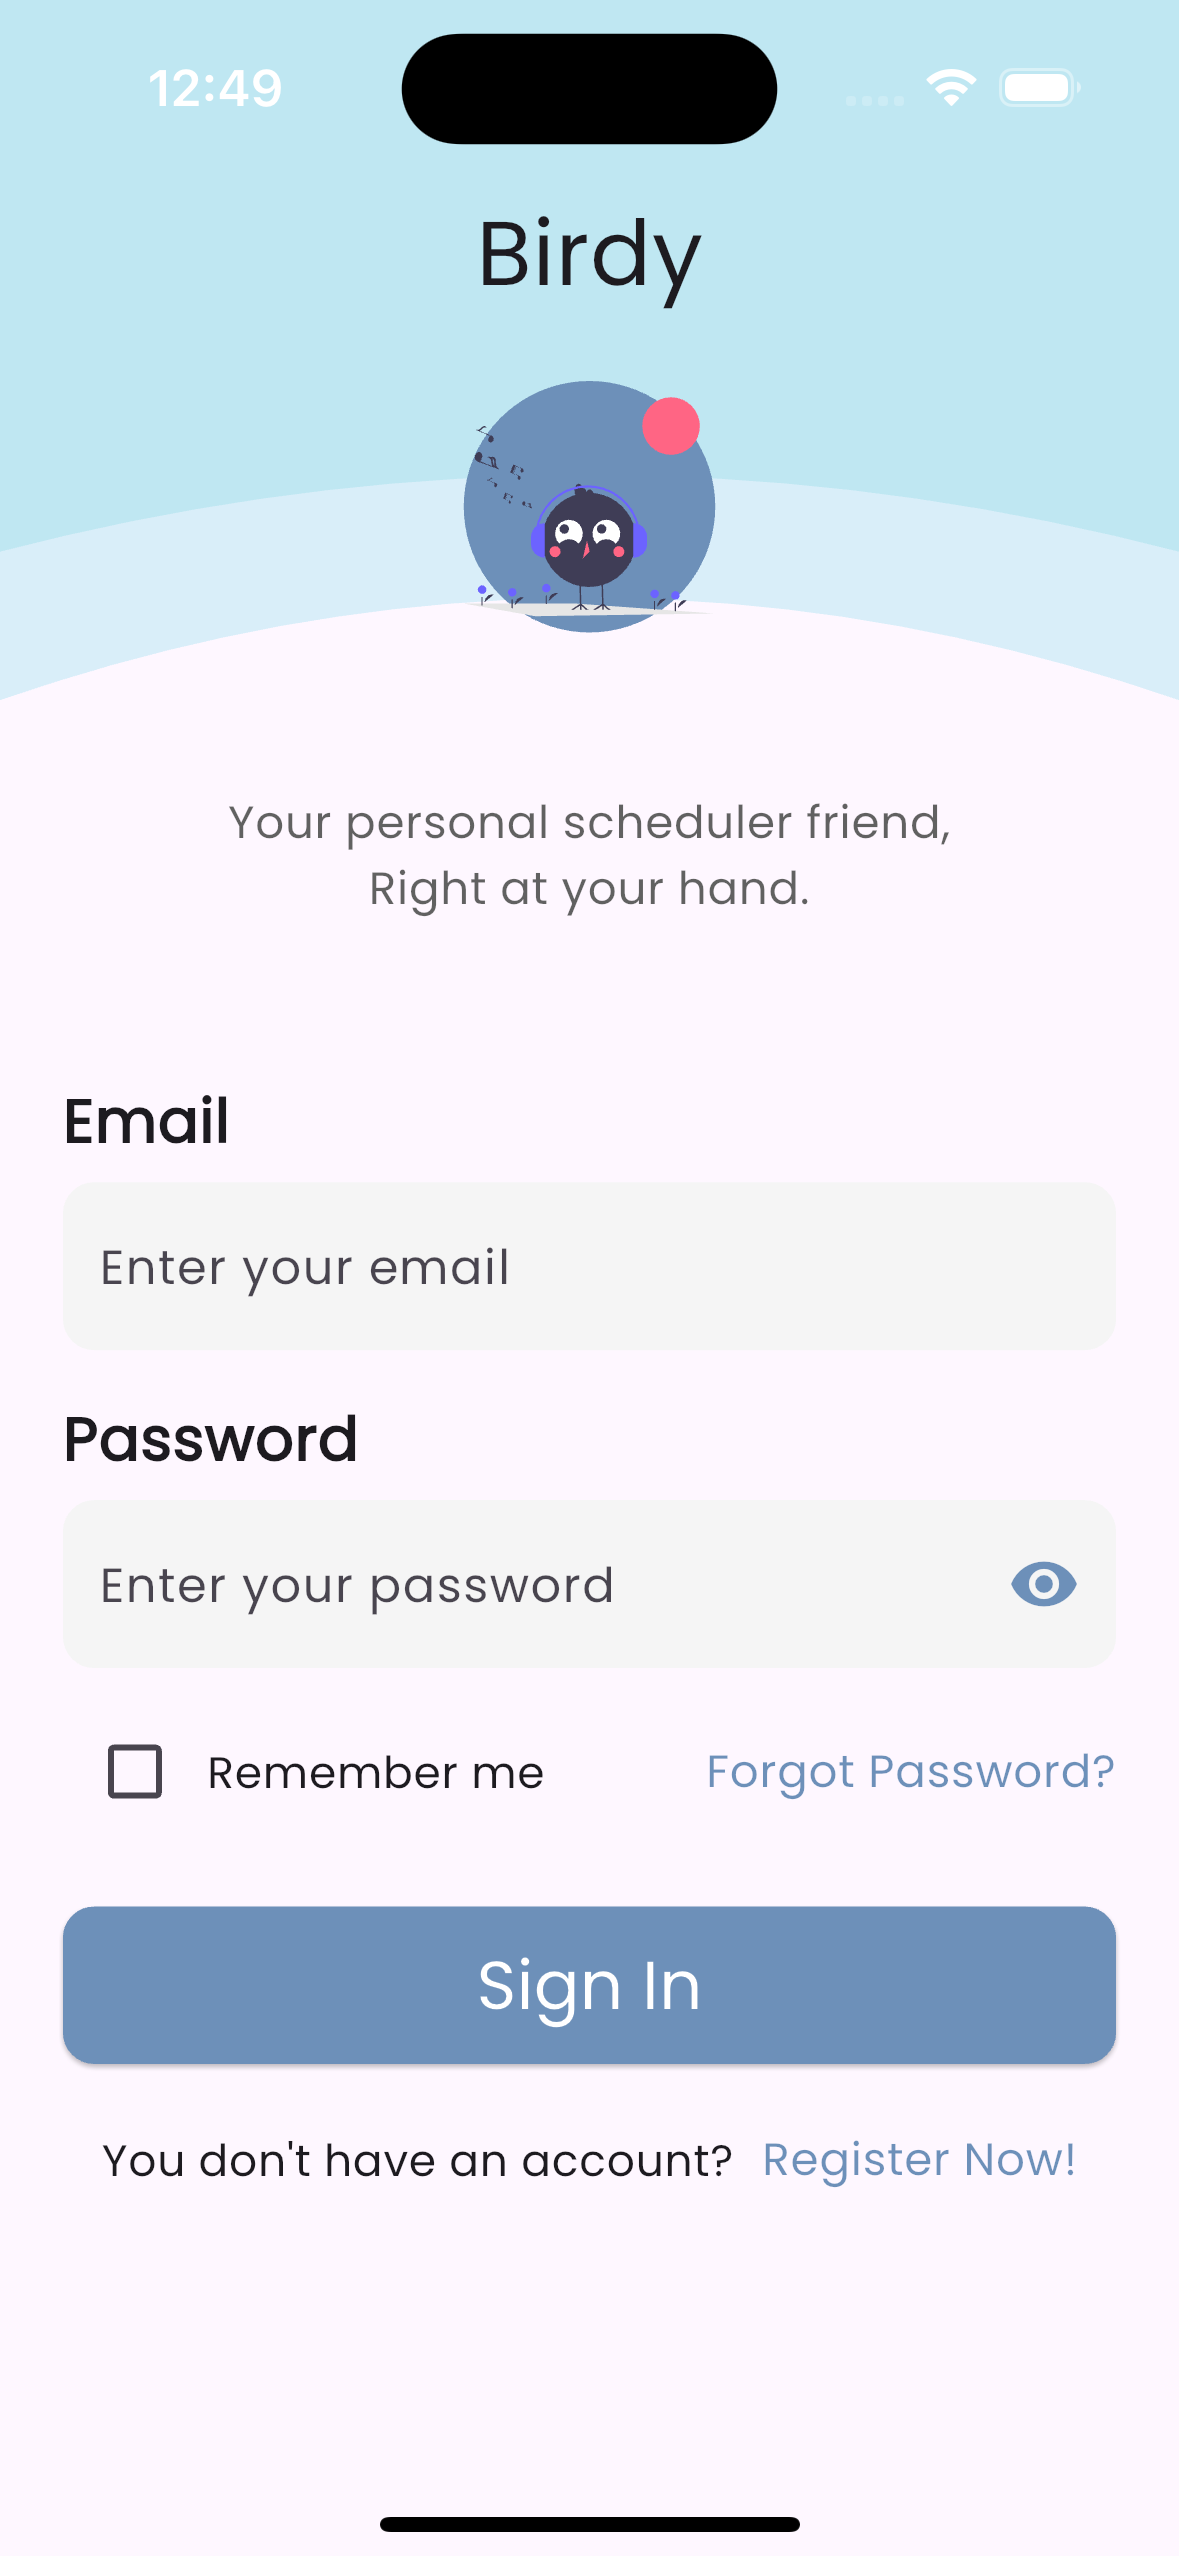 12:49
Birdy
Your personal scheduler friend,
Right at your hand.
Email
Enter your email
Password
Enter your password
Remember me Forgot Password?
Sign In
You don't have an account? Register Now!